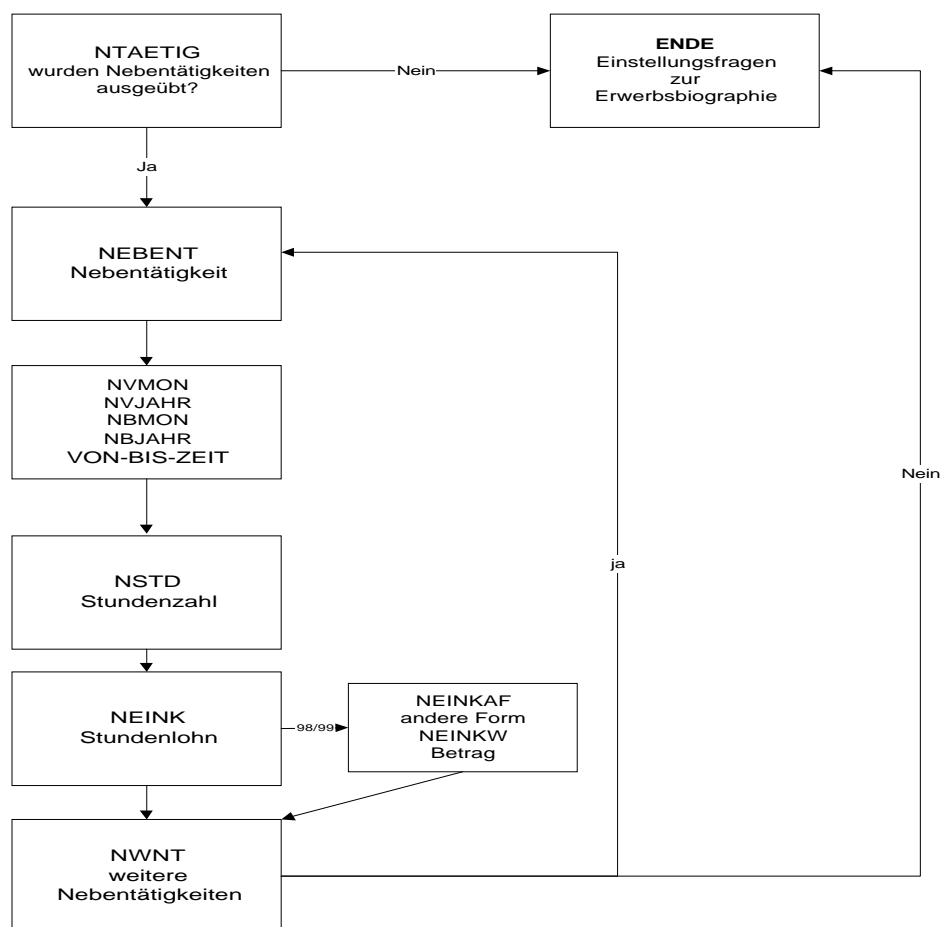 NTAETIG
wurden Nebentätigkeiten
ausgeübt?
Nein
ENDE
Einstellungsfragen
zur
Erwerbsbiographie
Ja
NEBENT
Nebentätigkeit
NVMON
NVJAHR
NBMON
NBJAHR
VON-BIS-ZEIT
Nein
ja
NSTD
Stundenzahl
NEINK
Stundenlohn
98/99
NEINKAF
andere Form
NEINKW
Betrag
NWNT
weitere
Nebentätigkeiten